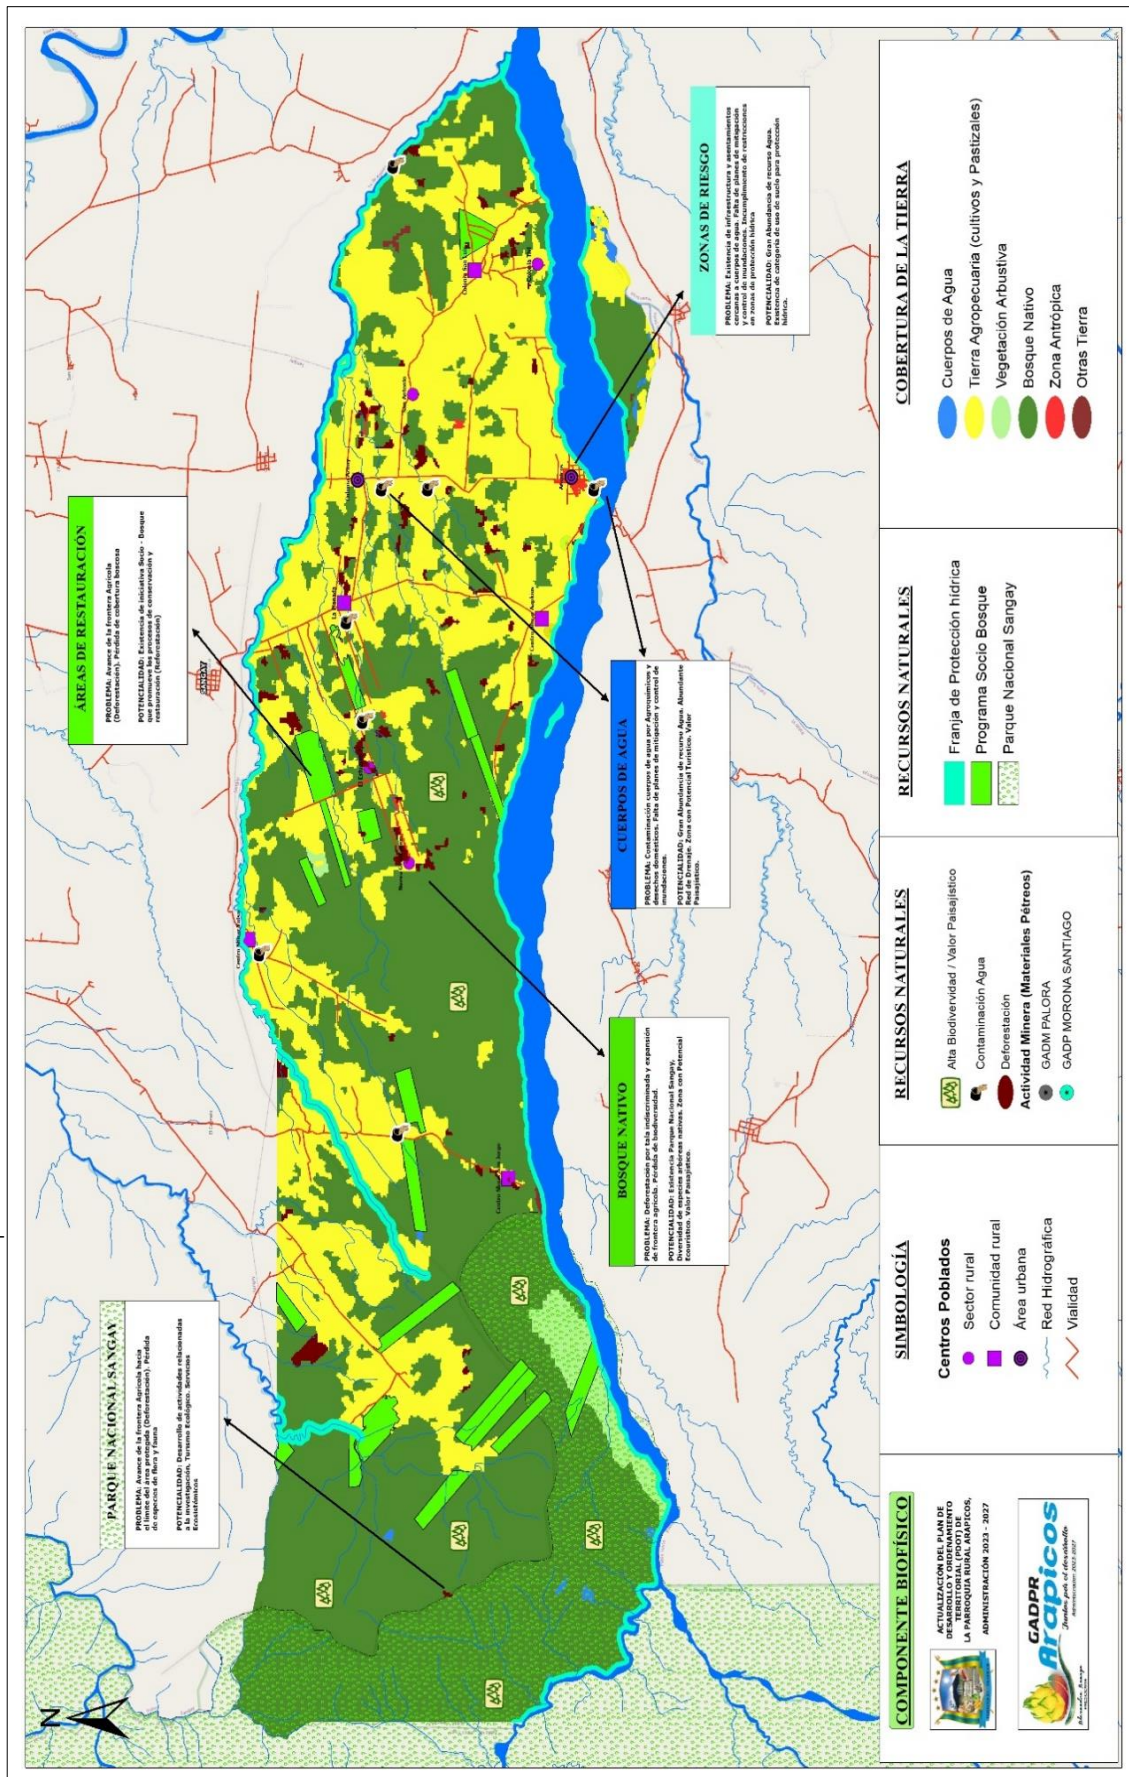 PARQUE NACIONAL SANGAY
PROBLEMA: Avance de la frontera Agrícola hacia
el límite del área protegida (Deforestación). Pérdida
de especies de flora y fauna
POTENCIALIDAD: Desarrollo de actividades relacionadas
a la investigación, Turismo Ecológico. Servicios
Ecosistémicos
ÁREAS DE RESTAURACIÓN
PROBLEMA: Avance de la frontera Agrícola
(Deforestación). Pérdida de cobertura boscosa
POTENCIALIDAD: Existencia de iniciativa Socio - Bosque
que promueve los procesos de conservación y
restauración (Reforestación)
BOSQUE NATIVO
PROBLEMA: Deforestación por tala indiscriminada y expansión
de frontera agrícola. Pérdida de biodiversidad.
POTENCIALIDAD: Existencia Parque Nacional Sangay,
Diversidad de especies arbóreas nativas. Zona con Potencial
Ecourístico. Valor Paisajístico.
CUERPOS DE AGUA
PROBLEMA: Contaminación cuerpos de agua por Agroquímicos y
desechos domésticos. Falta de planes de mitigación y control de
inundaciones.
POTENCIALIDAD: Gran Abundancia de recurso Agua. Abundante
Red de Drenaje. Zona con Potencial Turístico. Valor
Paisajístico.
ZONAS DE RIESGO
PROBLEMA: Existencia de infraestructura y asentamientos
cercanas a cuerpos de agua. Falta de planes de mitigación
y control de inundaciones. Incumplimiento de restricciones
en zonas de protección hídrica
POTENCIALIDAD: Gran Abundancia de recurso Agua.
Existencia de categoría de uso de suelo para protección
hídrica.
N
COMPONENTE BIOFÍSICO
ACTUALIZACIÓN DEL PLAN DE
DESARROLLO Y ORDENAMIENTO
TERRITORIAL (PDOT) DE
LA PARROQUIA RURAL ARAPICOS,
ADMINISTRACIÓN 2023 - 2027
GADPR
Arapicos
Juntos por el desarrollo
Administración 2023-2027
SIMBOLOGÍA
Centros Poblados
Sector rural
Comunidad rural
Área urbana
Red Hidrográfica
Vialidad
RECURSOS NATURALES
Alta Biodivervidad / Valor Paisajístico
Contaminación Agua
Deforestación
Actividad Minera (Materiales Pétreos)
GADM PALORA
GADP MORONA SANTIAGO
RECURSOS NATURALES
Franja de Protección hídrica
Programa Socio Bosque
Parque Nacional Sangay
COBERTURA DE LA TIERRA
Cuerpos de Agua
Tierra Agropecuaria (cultivos y Pastizales)
Vegetación Arbustiva
Bosque Nativo
Zona Antrópica
Otras Tierra